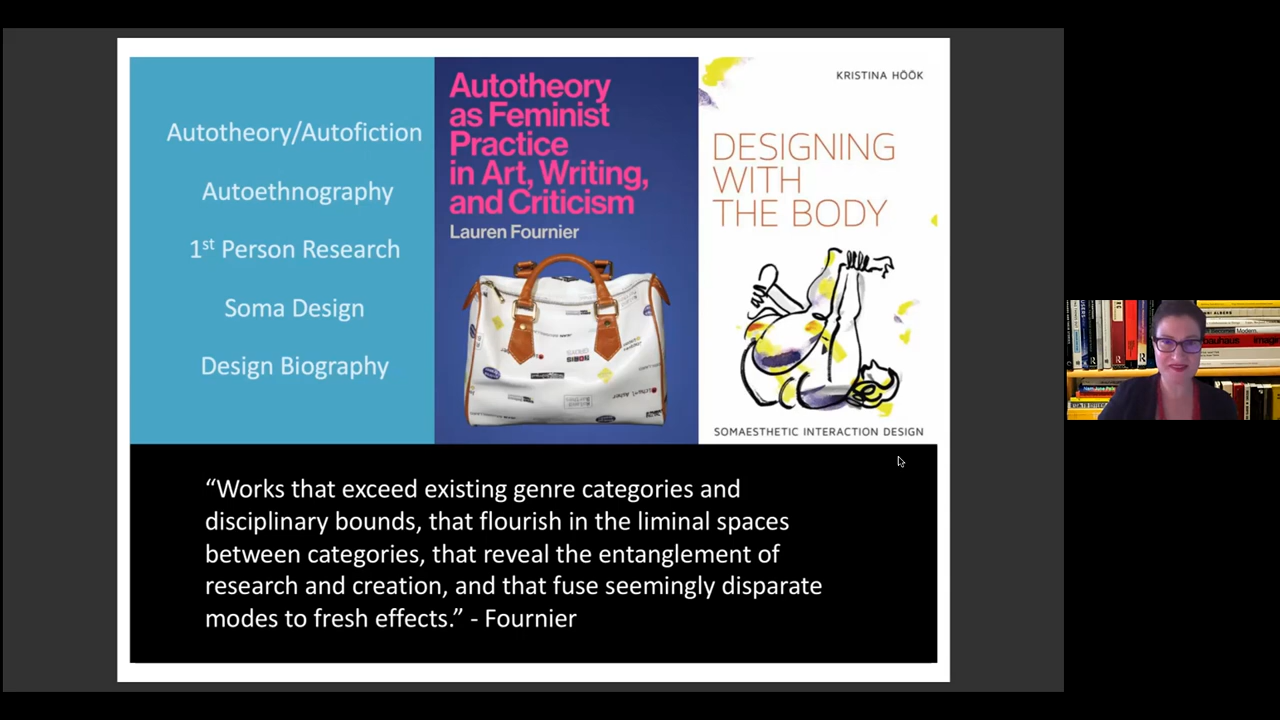 Autotheory/Autofiction
Autoethnography
1st Person Research
Soma Design
Design Biography
Autotheory
as Feminist
Practice
in Art, Writing,
and Criticism
Lauren Fournier
KRISTINA HÖÖK
DESIGNING
WITH
THE BODY
SOMAESTHETIC INTERACTION DESIGN
“Works that exceed existing genre categories and
disciplinary bounds, that flourish in the liminal spaces
between categories, that reveal the entanglement of
research and creation, and that fuse seemingly disparate
modes to fresh effects.” - Fournier
bauhaus